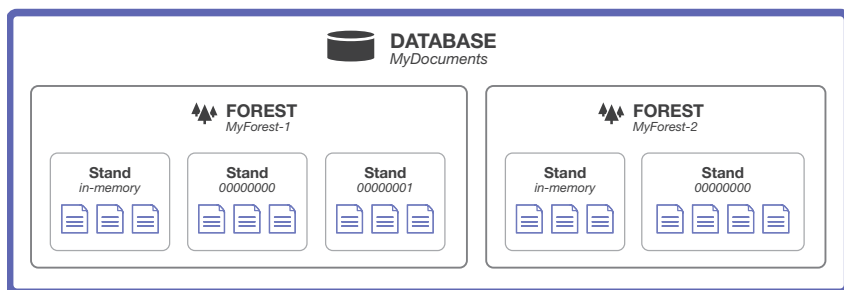 DATABASE
MyDocuments
FOREST
MyForest-1
Stand
in-memory
Stand
00000000
Stand
00000001
FOREST
MyForest-2
Stand
in-memory
Stand
00000000